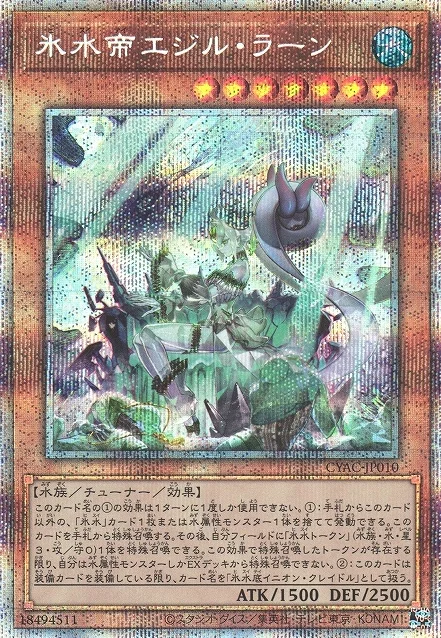 氷水帝エジル・ラーン
CYAC-JP010
【水族/チューナー/効果】
このカード名の①の効果は1ターンに1度しか使用できない。①:手札からこのカード
以外の、「氷水」カード1枚または水属性モンスター1体を捨てて発動できる。このカー
ドを手札から特殊召喚する。その後、自分フィールドに「氷水トークン」(水族・水・星
3・攻/守0)1体を特殊召喚できる。この効果で特殊召喚したトークンが存在する
限り、自分は水属性モンスターしかEXデッキから特殊召喚できない。②:このカードは
装備カードを装備している限り、カード名を「氷水底イニオン・クレイドル」として扱う。
ATK/1500 DEF/2500
18494511 ©スタジオ・ダイス/集英社・テレビ東京・KONAMI